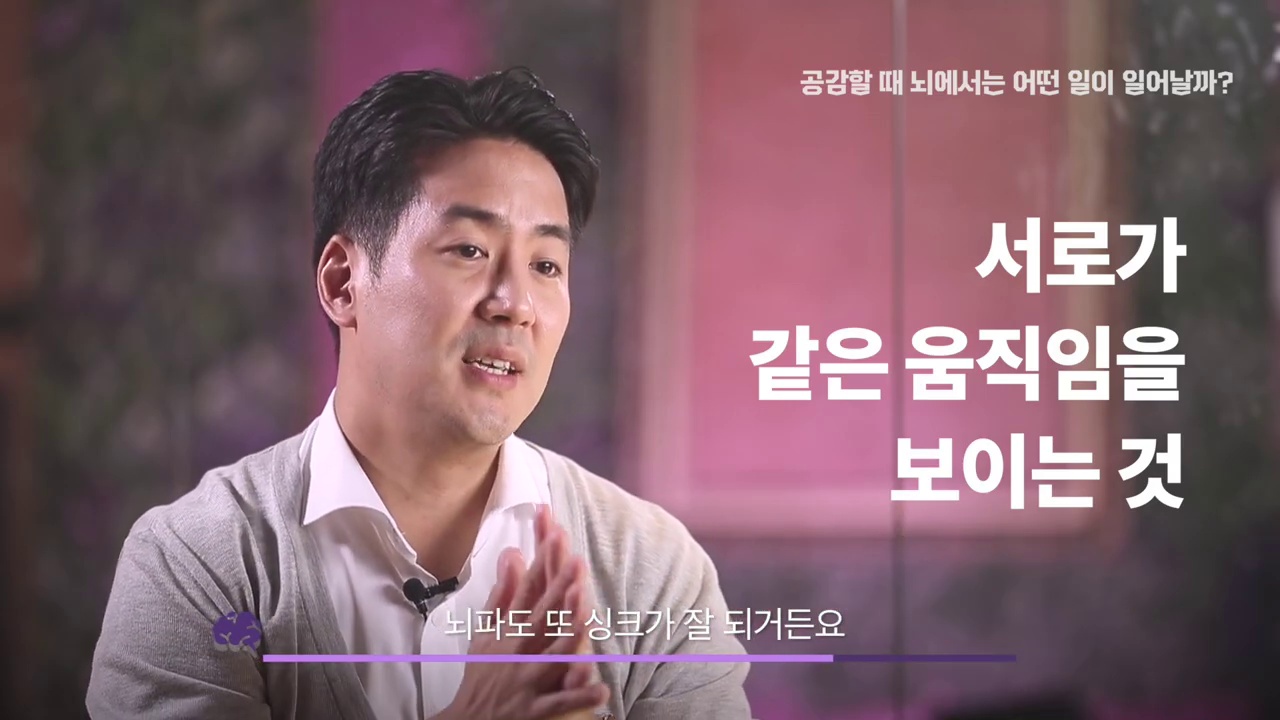 공감할 때 뇌에서는 어떤 일이 일어날까?
서로가
같은 움직임을
보이는 것
뇌파도 또 싱크가 잘 되거든요